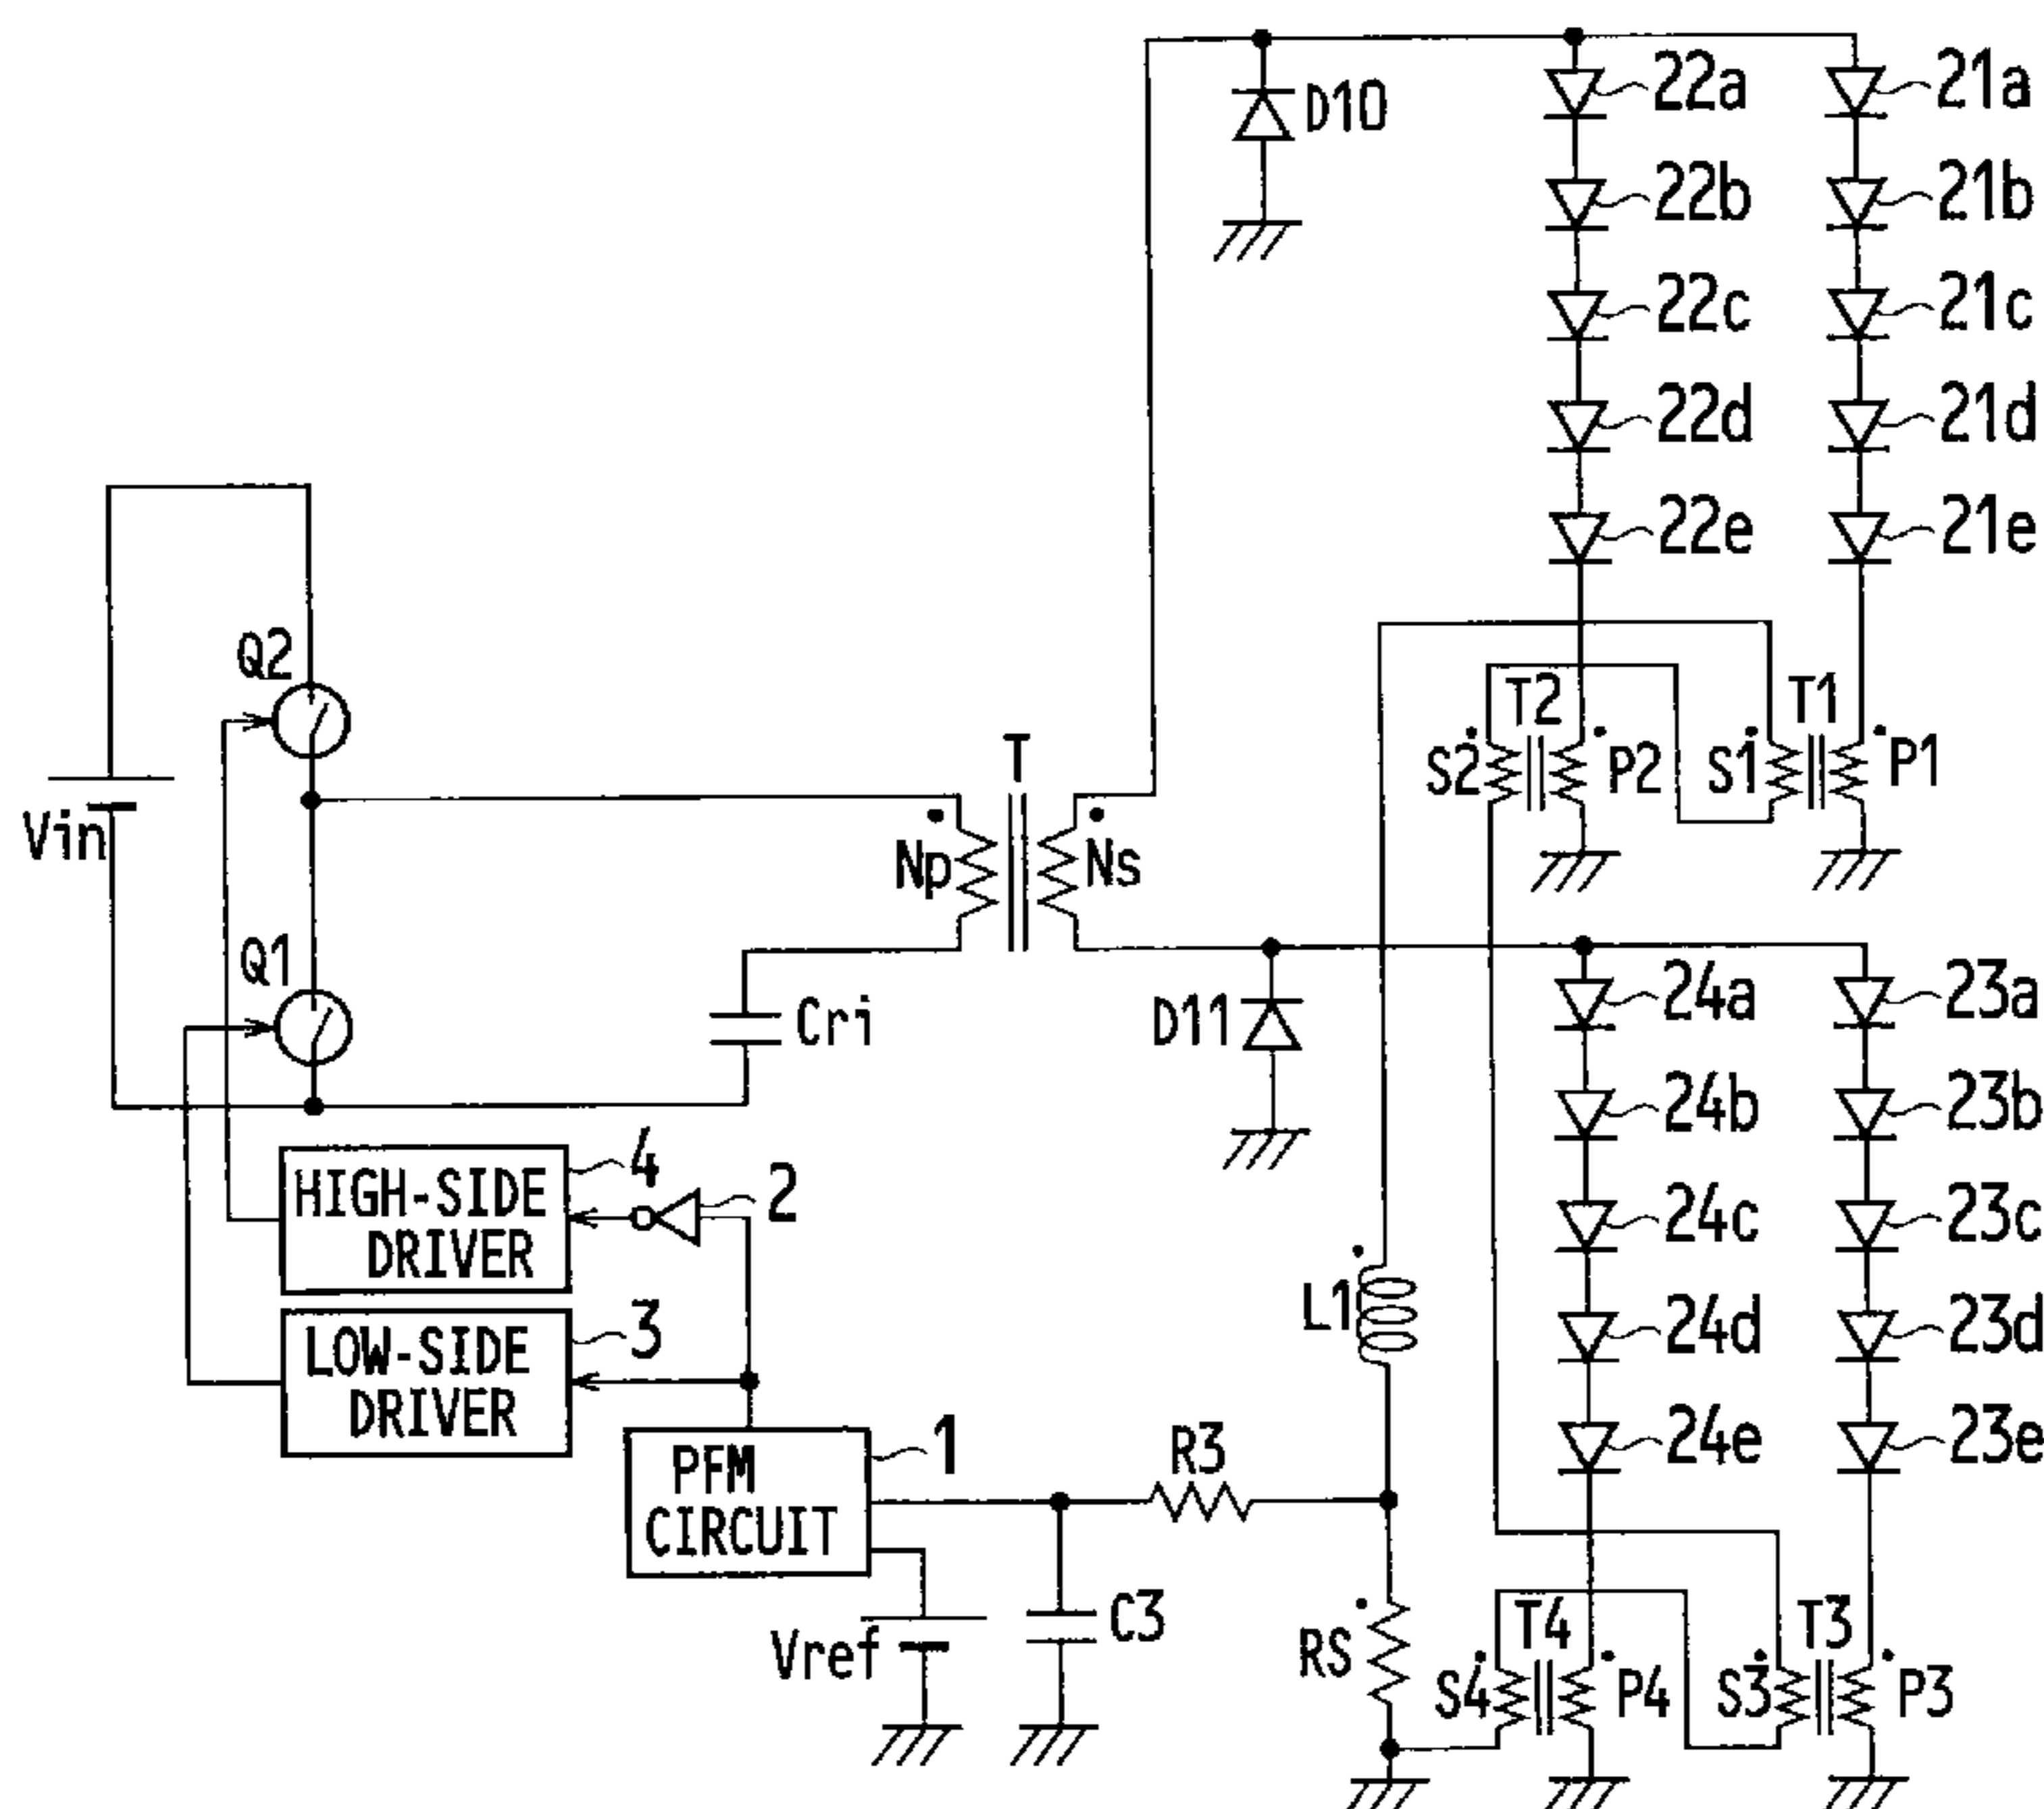 D10
22a
21a
22b
21b
22c
21c
22d
21d
22e
21e
Q2
T2
T1
T
S2
P2
S1
P1
Vin
Np
Ns
Q1
Cri
D11
24a
23a
24b
23b
4
2
HIGH-SIDE
DRIVER
24c
23c
3
L1
LOW-SIDE
DRIVER
24d
23d
1
R3
24e
23e
PFM
CIRCUIT
C3
Vref
RS
T4
T3
S4
P4
S3
P3